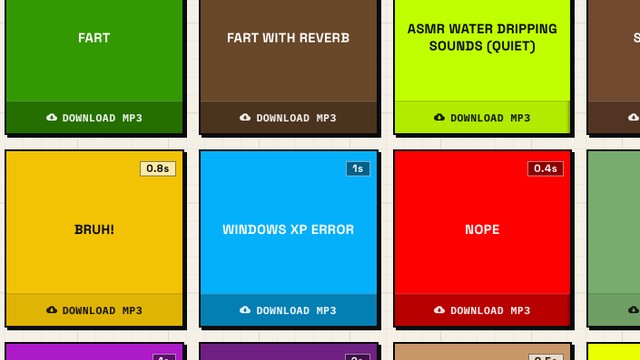 FART
FART WITH REVERB
ASMR WATER DRIPPING
SOUNDS (QUIET)
DOWNLOAD MP3
DOWNLOAD MP3
DOWNLOAD MP3
0.8s
1s
0.4s
BRUH!
WINDOWS XP ERROR
NOPE
DOWNLOAD MP3
DOWNLOAD MP3
DOWNLOAD MP3